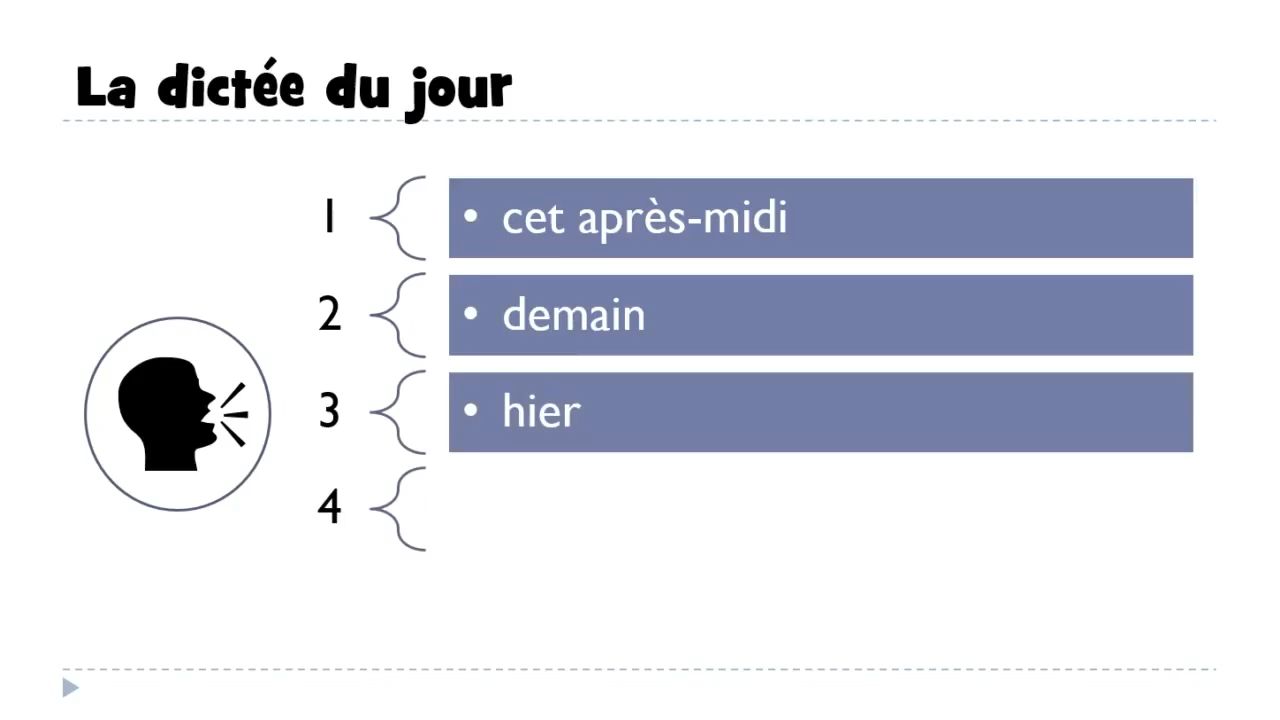 La dictée du jour
1
• cet après-midi
2
• demain
3
• hier
4